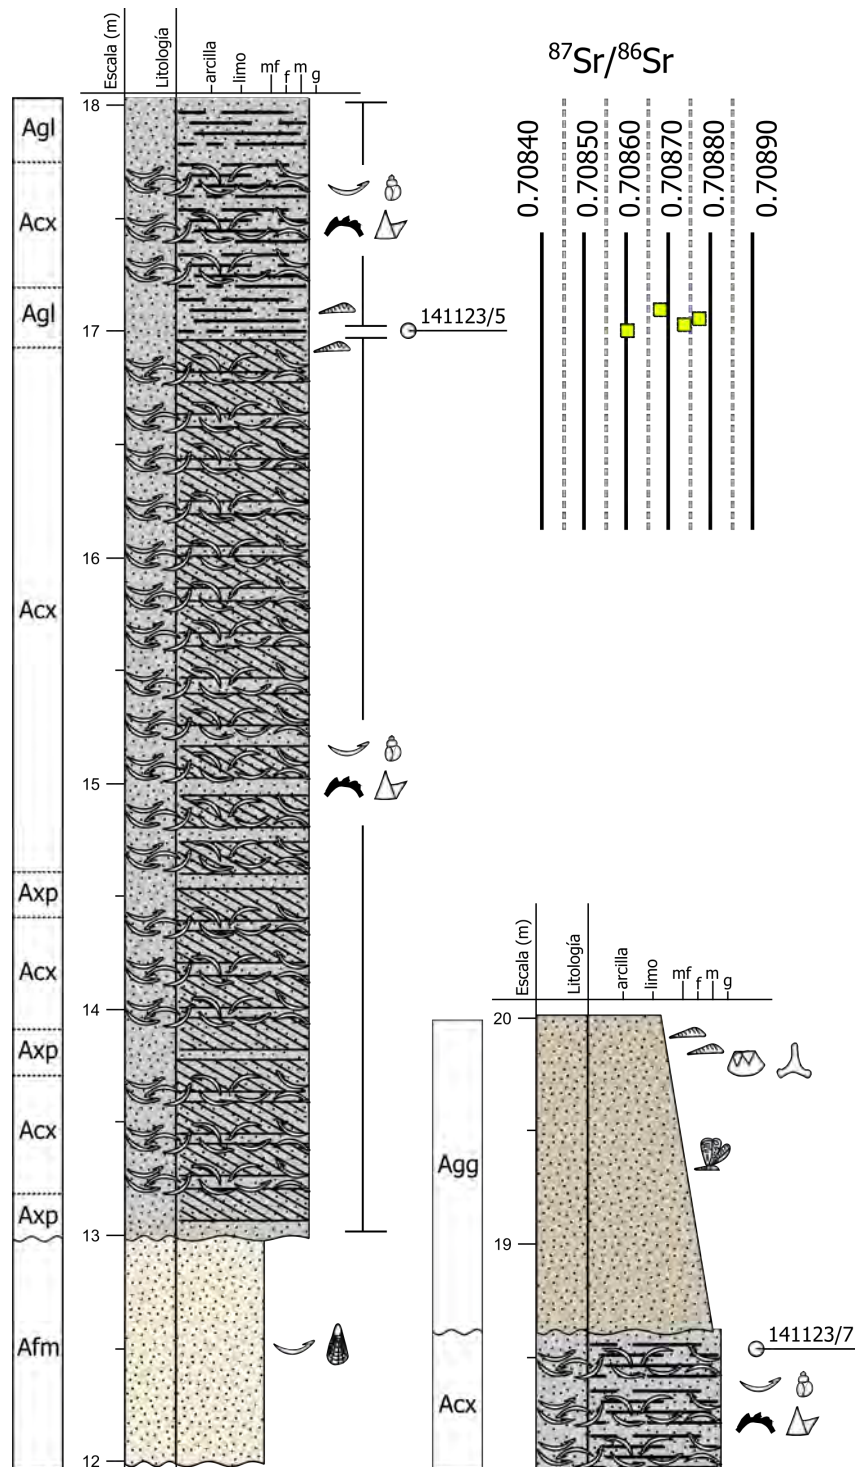 Escala (m)
Litología
arcilla
limo
mf
f
m
g
87Sr/86Sr
0.70840
0.70850
0.70860
0.70870
0.70880
0.70890
18
17
16
15
14
13
12
Agl
Acx
Agl
Acx
Axp
Acx
Axp
Acx
Axp
Afm
141123/5
Escala (m)
Litología
arcilla
limo
mf
f
m
g
20
19
Agg
Acx
141123/7